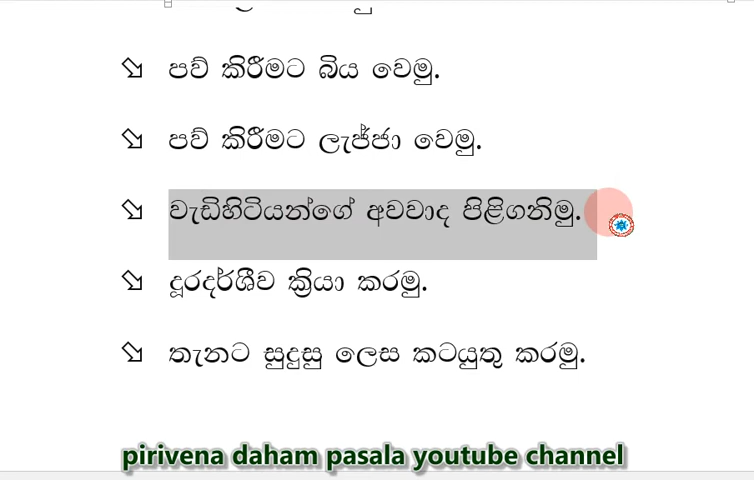 පව් කිරීමට බිය වෙමු.
පව් කිරීමට ලැජ්ජා වෙමු.
වැඩිහිටියන්ගේ අවවාද පිළිගනිමු.
දූරදර්ශීව ක්‍රියා කරමු.
තැනට සුදුසු ලෙස කටයුතු කරමු.
pirivena daham pasala youtube channel